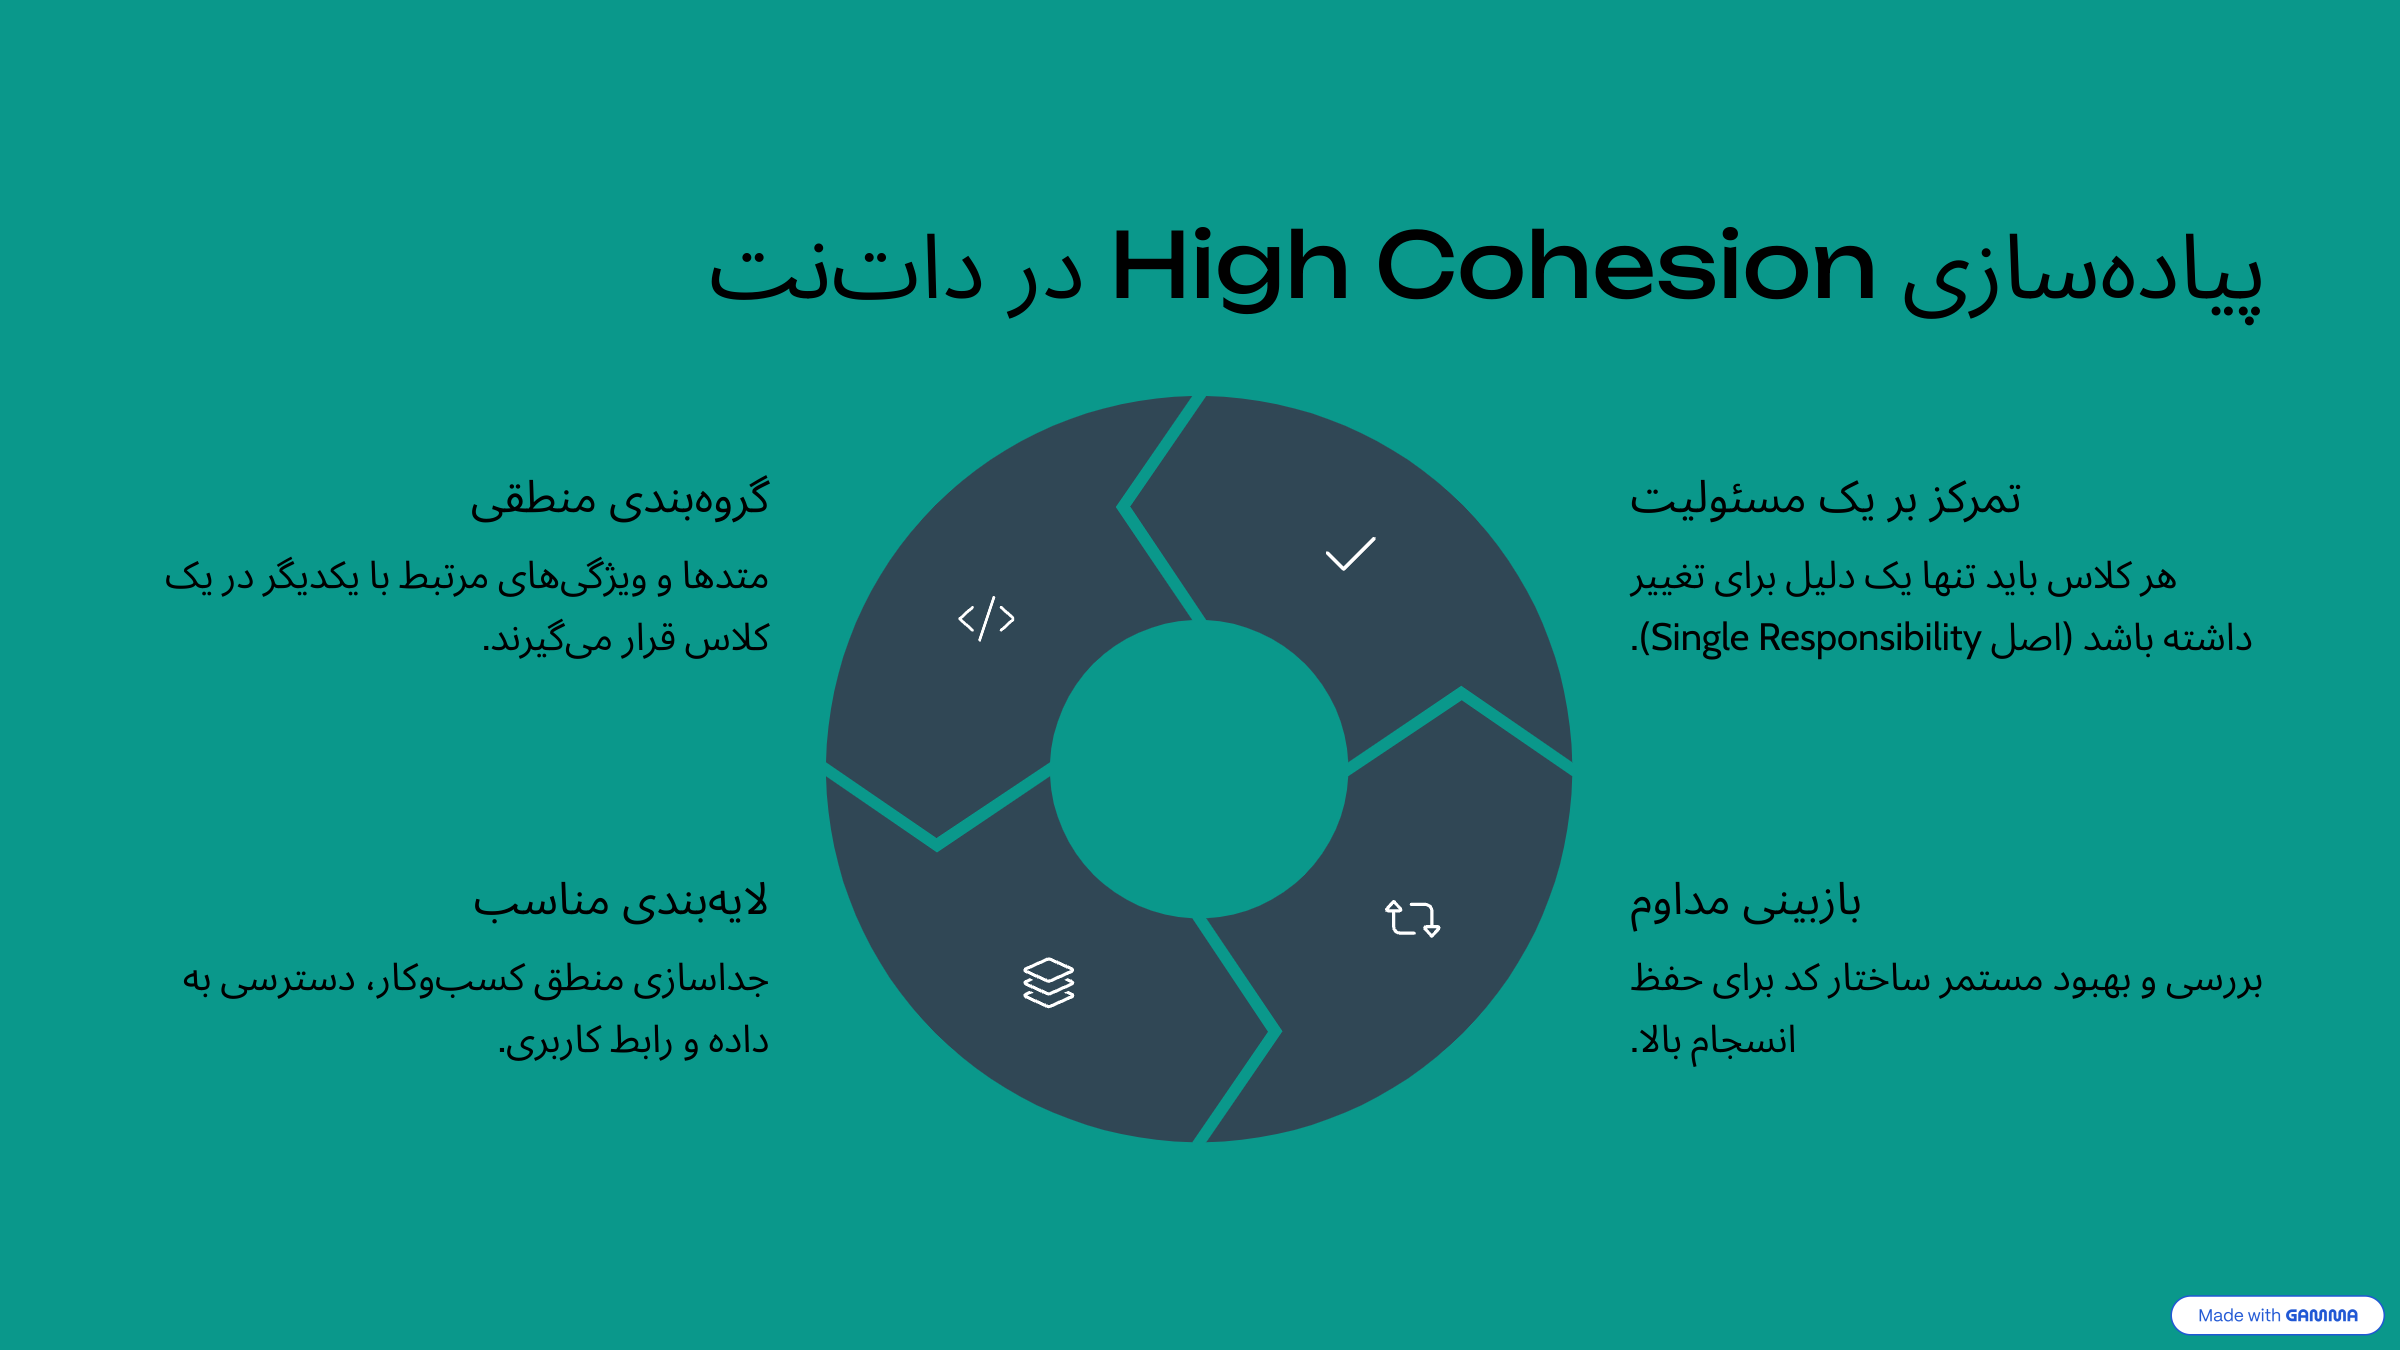 پیاده‌سازی High Cohesion در دات‌نت
تمرکز بر یک مسئولیت
هر کلاس باید تنها یک دلیل برای تغییر
داشته باشد (اصل Single Responsibility).
بازبینی مداوم
بررسی و بهبود مستمر ساختار کد برای حفظ
انسجام بالا.
لایه‌بندی مناسب
جداسازی منطق کسب‌وکار، دسترسی به
داده و رابط کاربری.
گروه‌بندی منطقی
متدها و ویژگی‌های مرتبط با یکدیگر در یک
کلاس قرار می‌گیرند.
Made with GAMMA